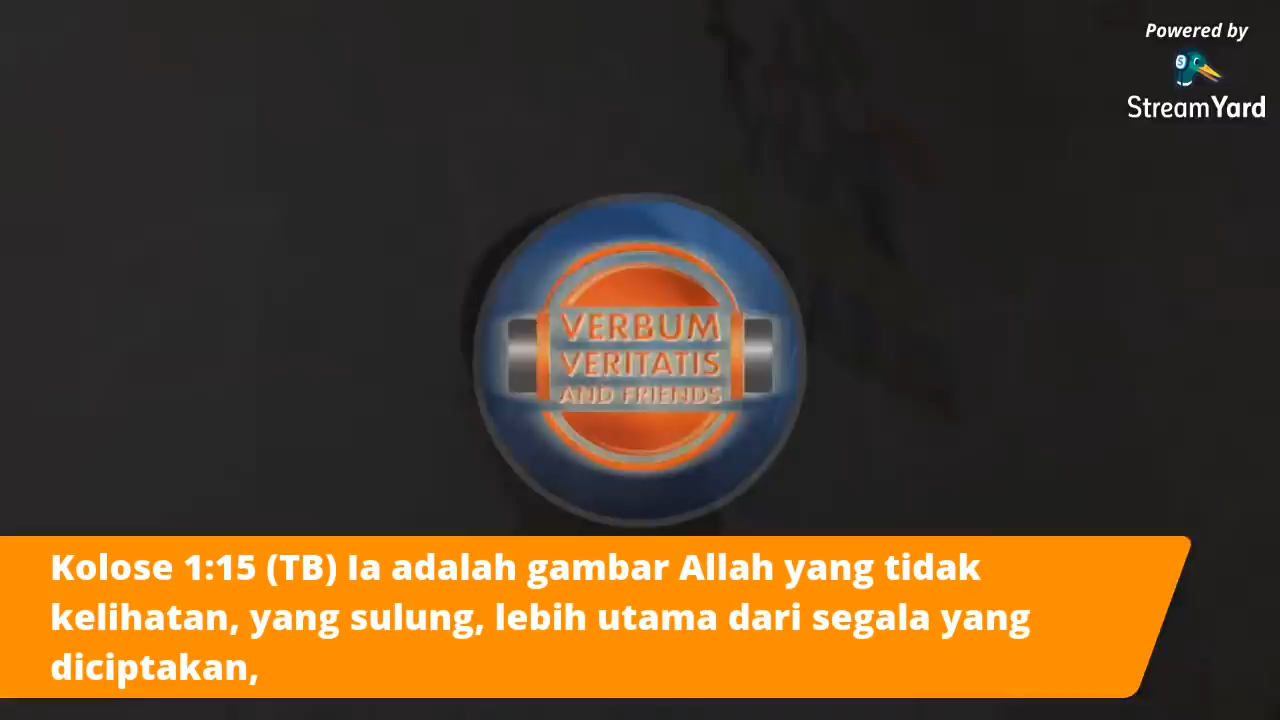 Powered by
StreamYard
VERBUM
VERITATIS
AND FRIENDS
Kolose 1:15 (TB) Ia adalah gambar Allah yang tidak
kelihatan, yang sulung, lebih utama dari segala yang
diciptakan,